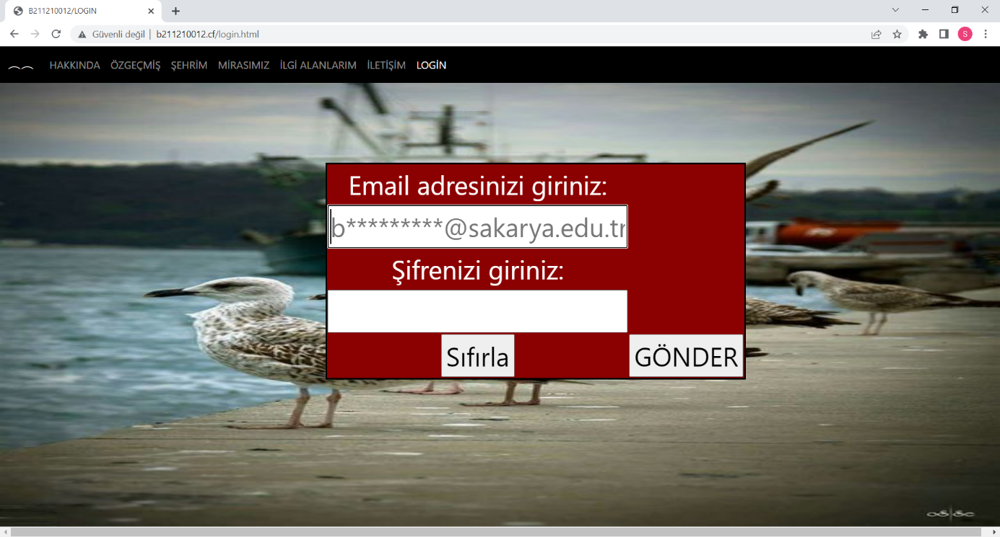 B211210012/LOGIN
Güvenli değil | b211210012.cf/login.html
S
HAKKINDA ÖZGEÇMİŞ ŞEHRİM MİRASIMIZ İLGİ ALANLARIM İLETİŞİM LOGİN
Email adresinizi giriniz:
b*********@sakarya.edu.tr
Şifrenizi giriniz:
Sıfırla GÖNDER